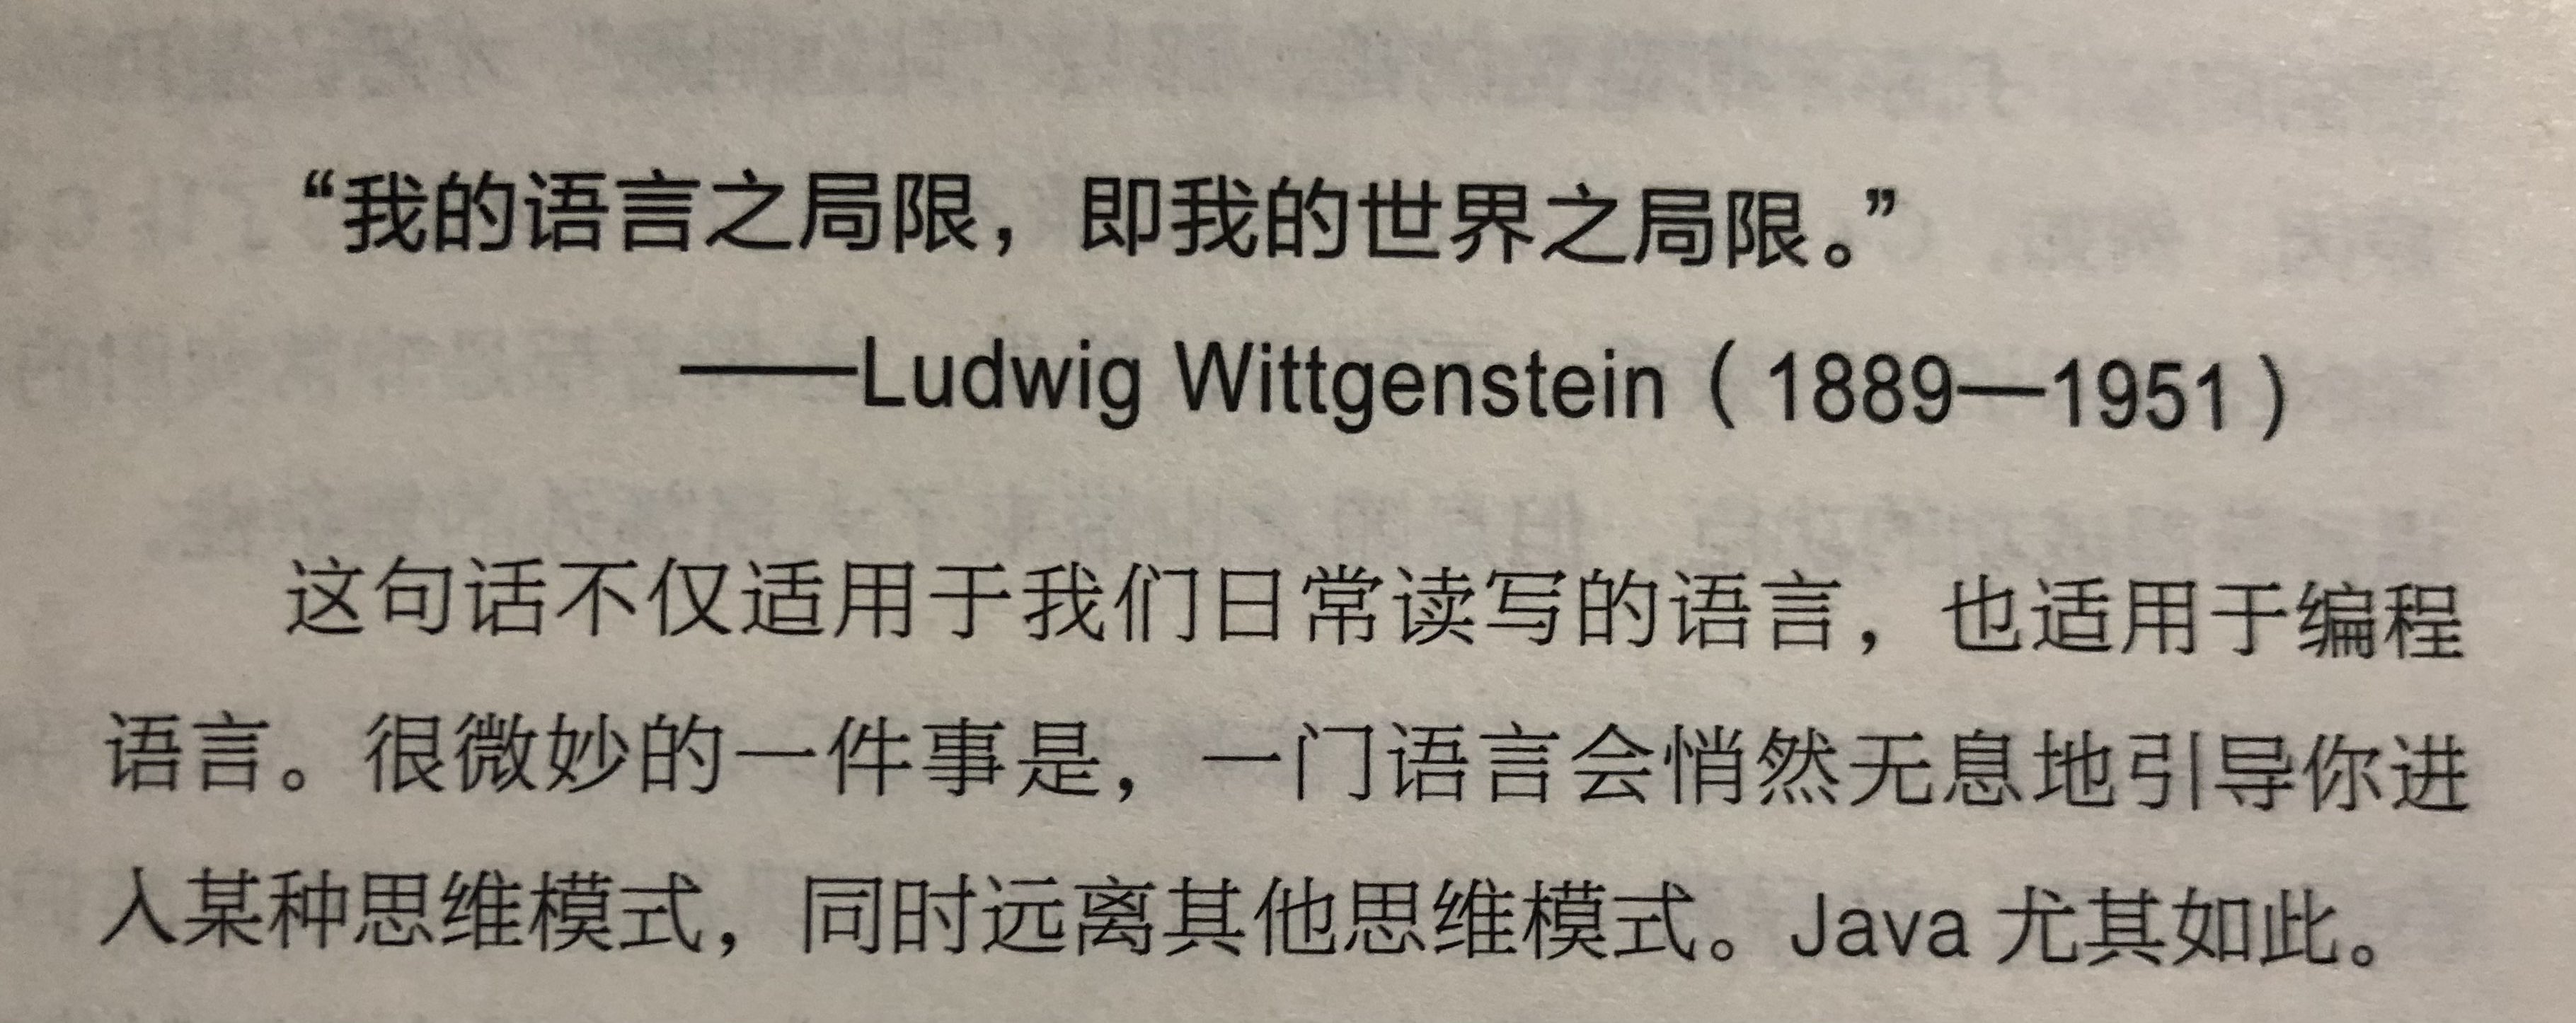 “我的语言之局限，即我的世界之局限。”
——Ludwig Wittgenstein（1889—1951）
这句话不仅适用于我们日常读写的语言，也适用于编程
语言。很微妙的一件事是，一门语言会悄然无息地引导你进
入某种思维模式，同时远离其他思维模式。Java 尤其如此。